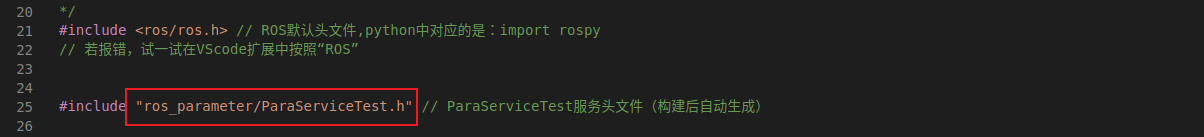 20 */
21 #include <ros/ros.h> // ROS默认头文件,python中对应的是：import rospy
22 // 若报错，试一试在VScode扩展中按照“ROS”
23
24
25 #include "ros_parameter/ParaServiceTest.h" // ParaServiceTest服务头文件（构建后自动生成）
26